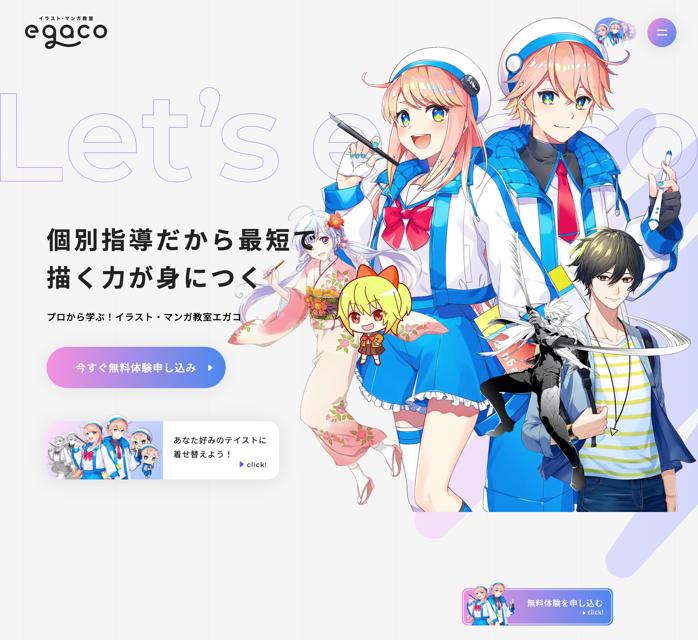 イラスト・マンガ教室
egaco
Let's egaco
個別指導だから最短で
描く力が身につく
プロから学ぶ！イラスト・マンガ教室エガコ
今すぐ無料体験申し込み
あなた好みのテイストに
着せ替えよう！
click!
無料体験を申し込む
click!